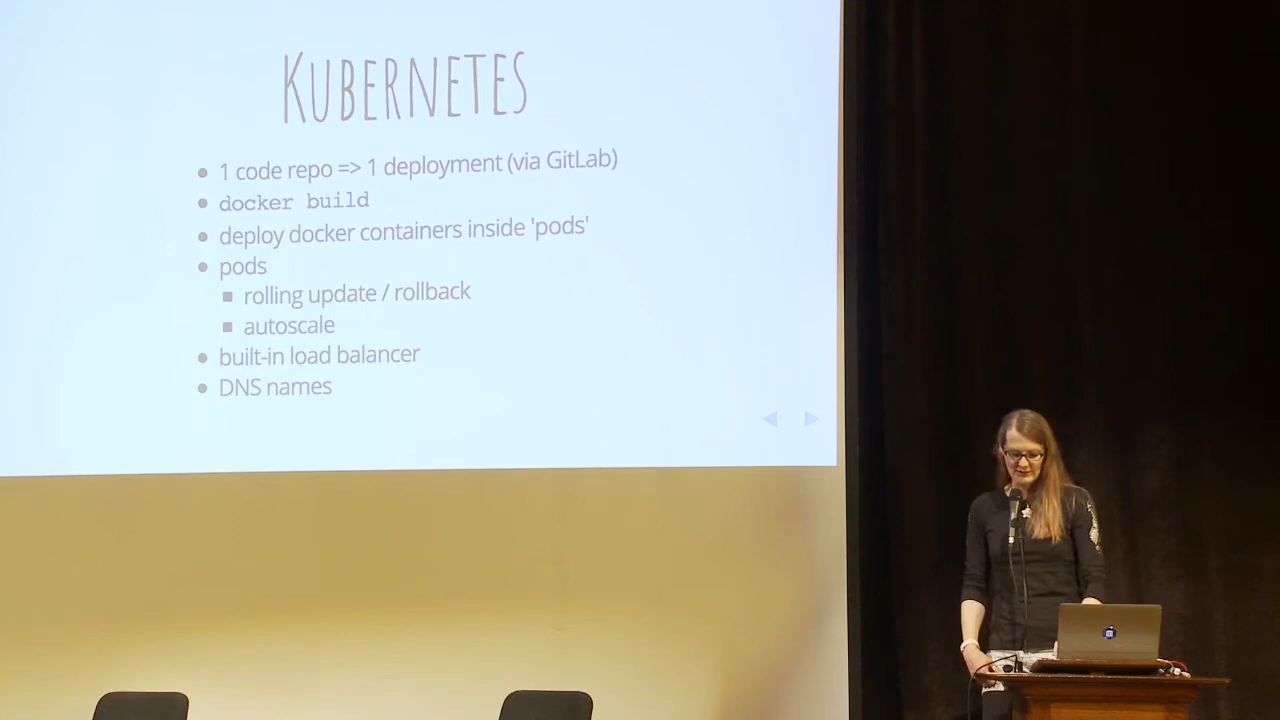 KUBERNETES
1 code repo => 1 deployment (via GitLab)
docker build
deploy docker containers inside 'pods'
pods
rolling update / rollback
autoscale
built-in load balancer
DNS names